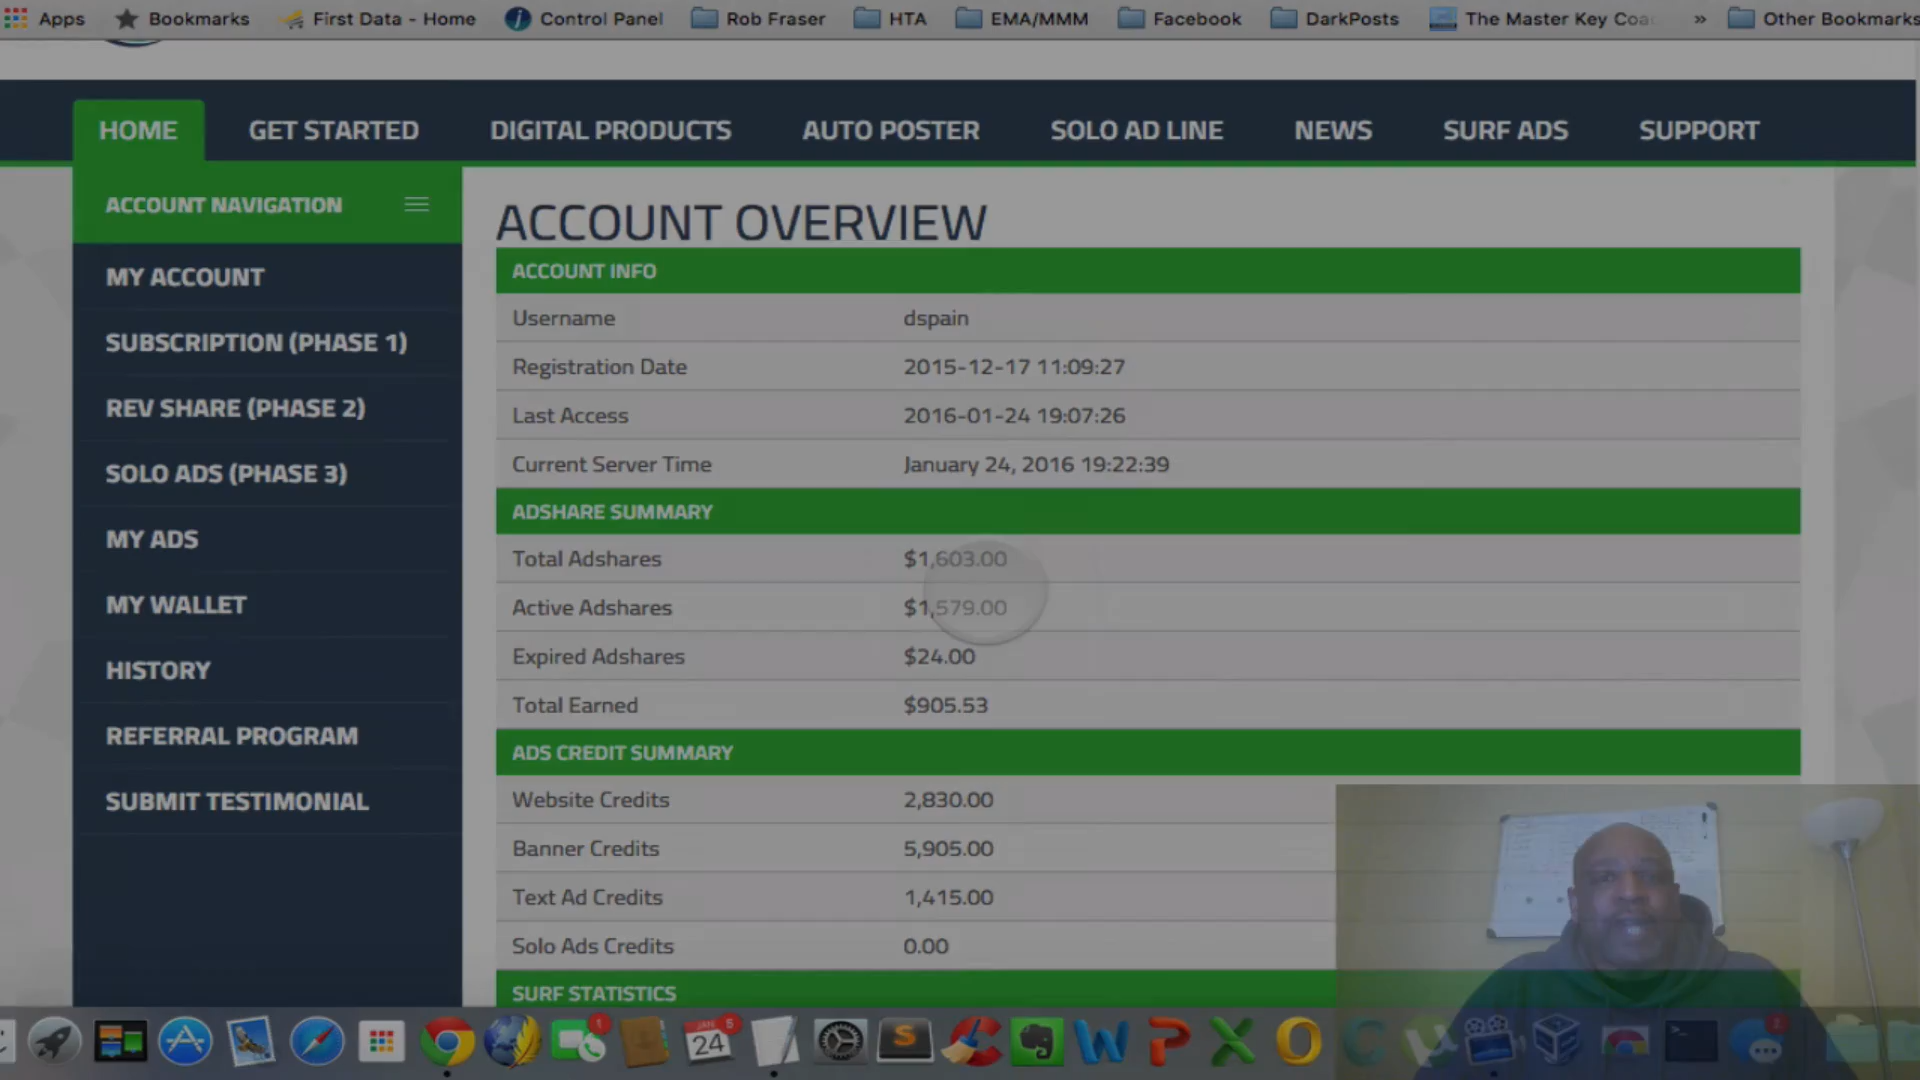 Apps Bookmarks First Data - Home Control Panel Rob Fraser HTA EMA/MMM Facebook DarkPosts The Master Key Coa » Other Bookmarks
HOME GET STARTED DIGITAL PRODUCTS AUTO POSTER SOLO AD LINE NEWS SURF ADS SUPPORT
ACCOUNT NAVIGATION
MY ACCOUNT
SUBSCRIPTION (PHASE 1)
REV SHARE (PHASE 2)
SOLO ADS (PHASE 3)
MY ADS
MY WALLET
HISTORY
REFERRAL PROGRAM
SUBMIT TESTIMONIAL
ACCOUNT OVERVIEW
ACCOUNT INFO
Username dspain
Registration Date 2015-12-17 11:09:27
Last Access 2016-01-24 19:07:26
Current Server Time January 24, 2016 19:22:39
ADSHARE SUMMARY
Total Adshares $1,603.00
Active Adshares $1,579.00
Expired Adshares $24.00
Total Earned $905.53
ADS CREDIT SUMMARY
Website Credits 2,830.00
Banner Credits 5,905.00
Text Ad Credits 1,415.00
Solo Ads Credits 0.00
SURF STATISTICS
1 JAN 5 24 S W P X O C µ